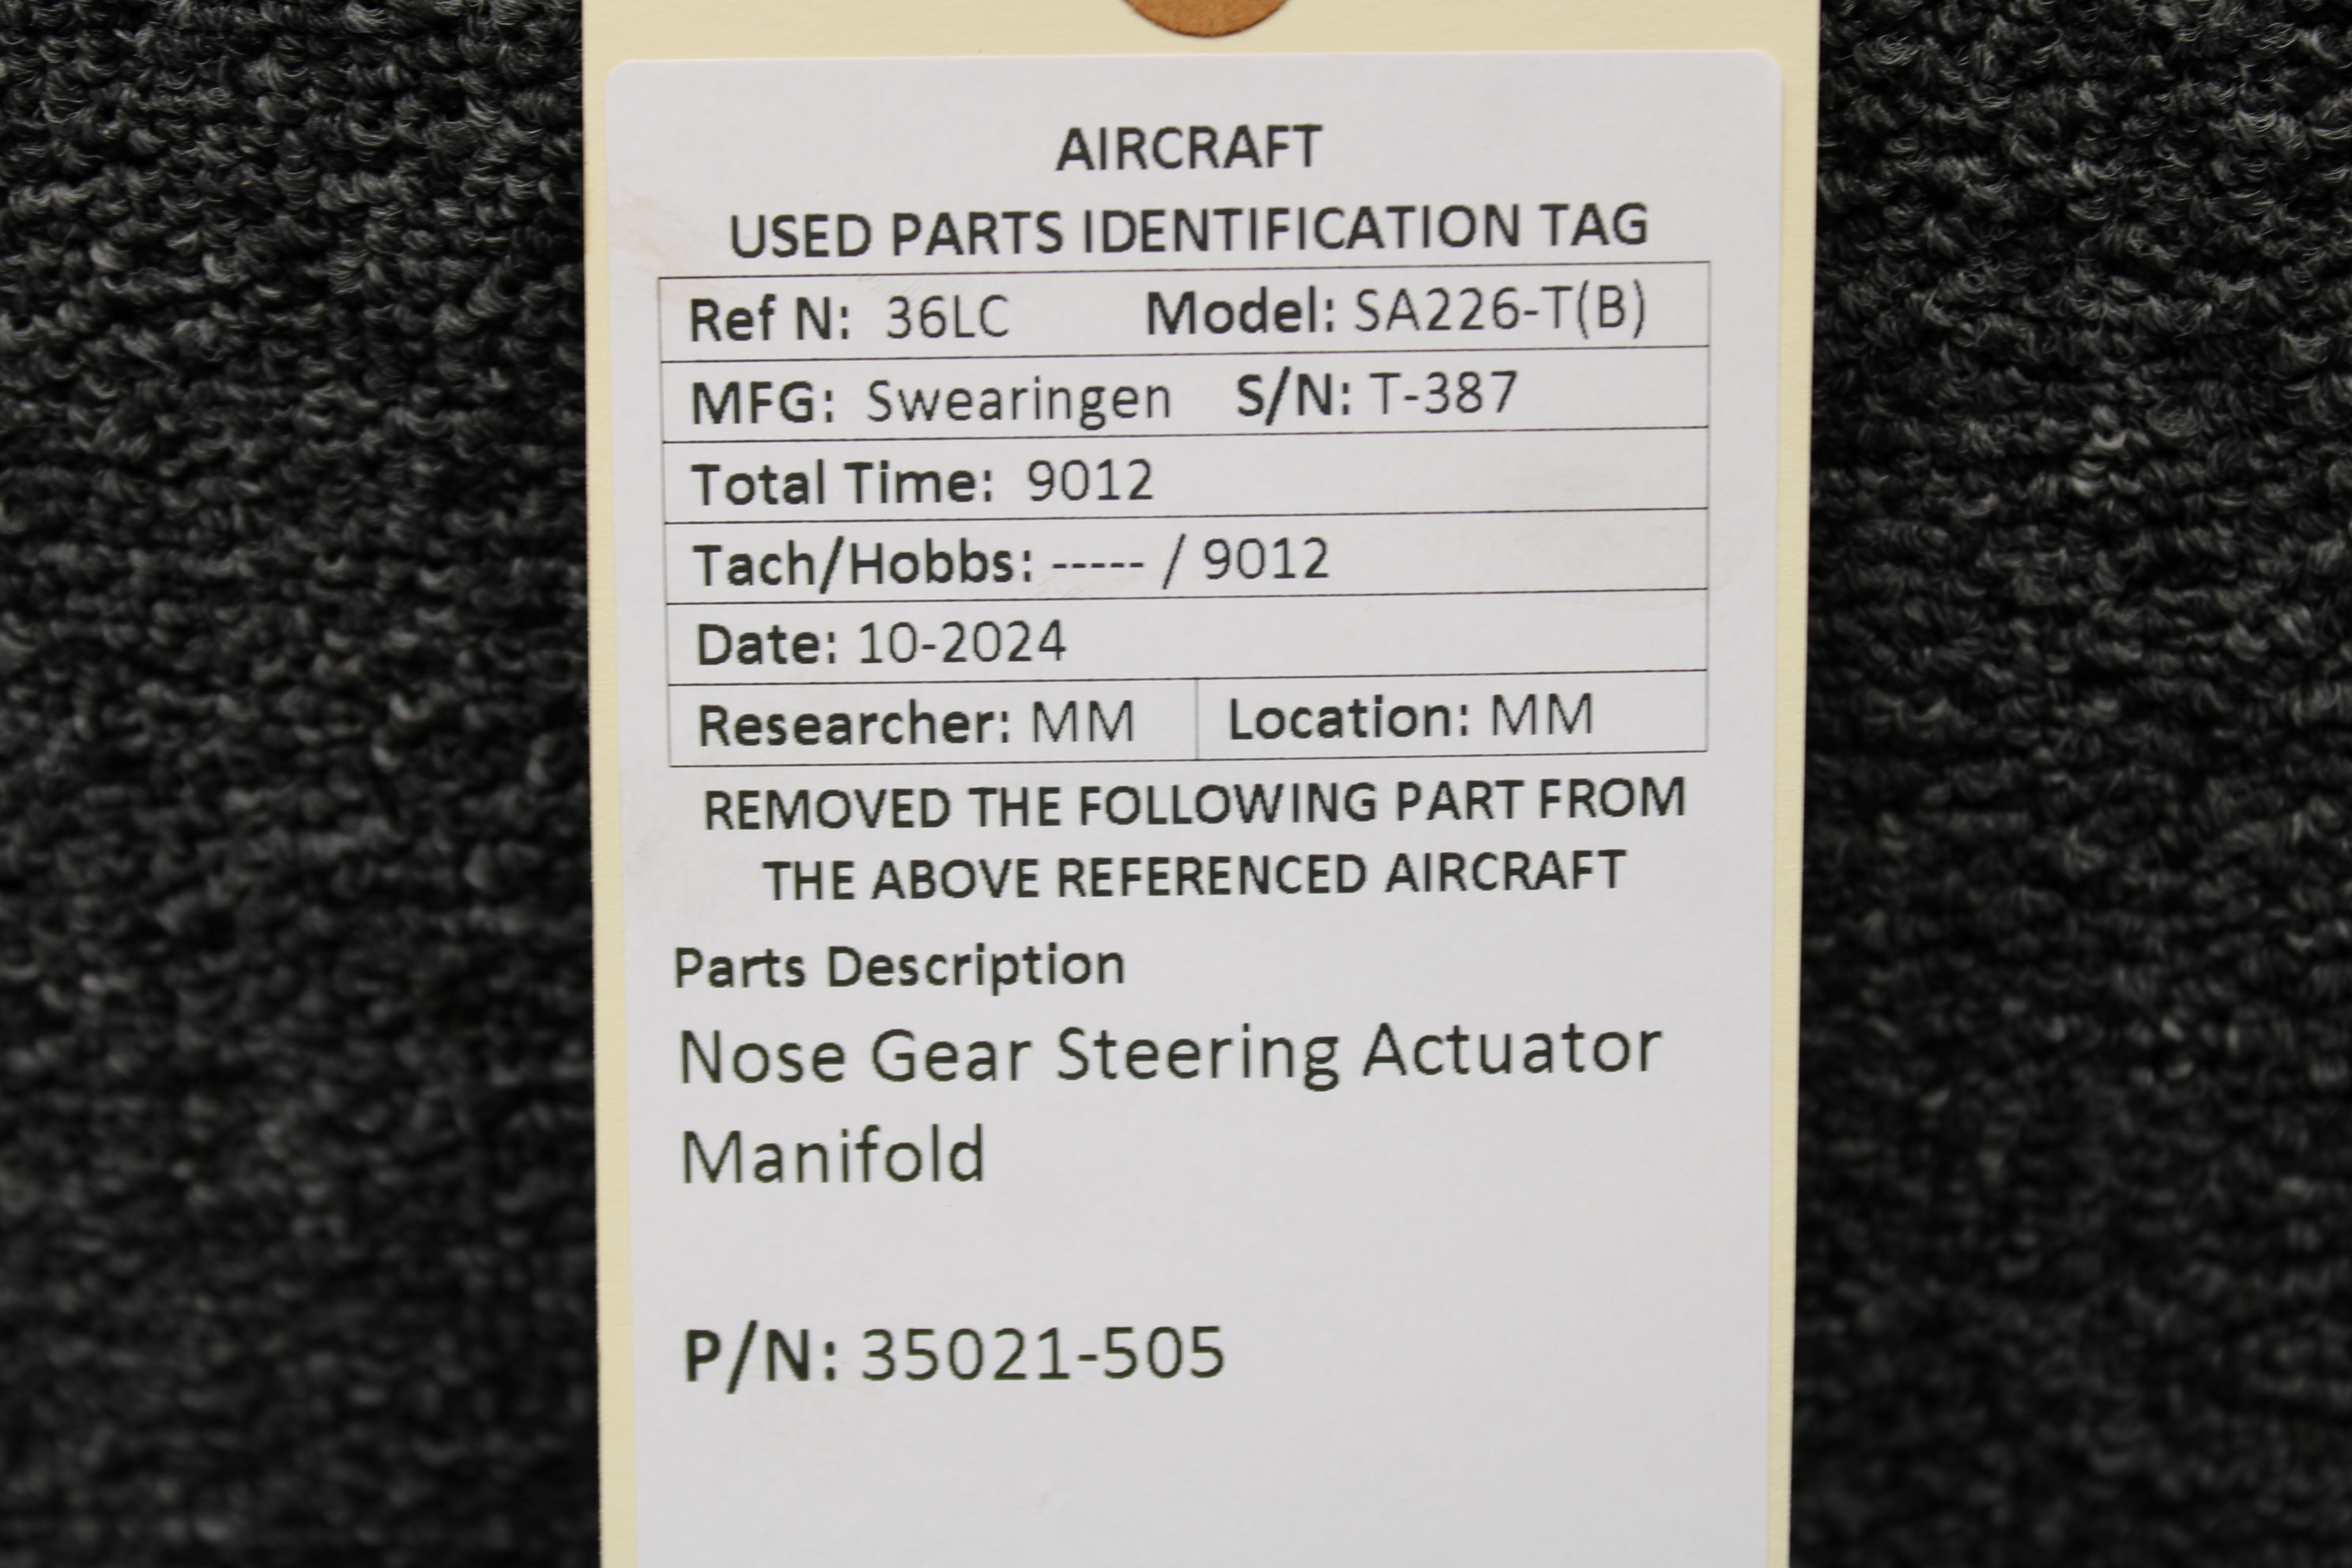 AIRCRAFT
USED PARTS IDENTIFICATION TAG
Ref N: 36LC Model: SA226-T(B)
MFG: Swearingen S/N: T-387
Total Time: 9012
Tach/Hobbs: ----- / 9012
Date: 10-2024
Researcher: MM Location: MM
REMOVED THE FOLLOWING PART FROM
THE ABOVE REFERENCED AIRCRAFT
Parts Description
Nose Gear Steering Actuator
Manifold
P/N: 35021-505